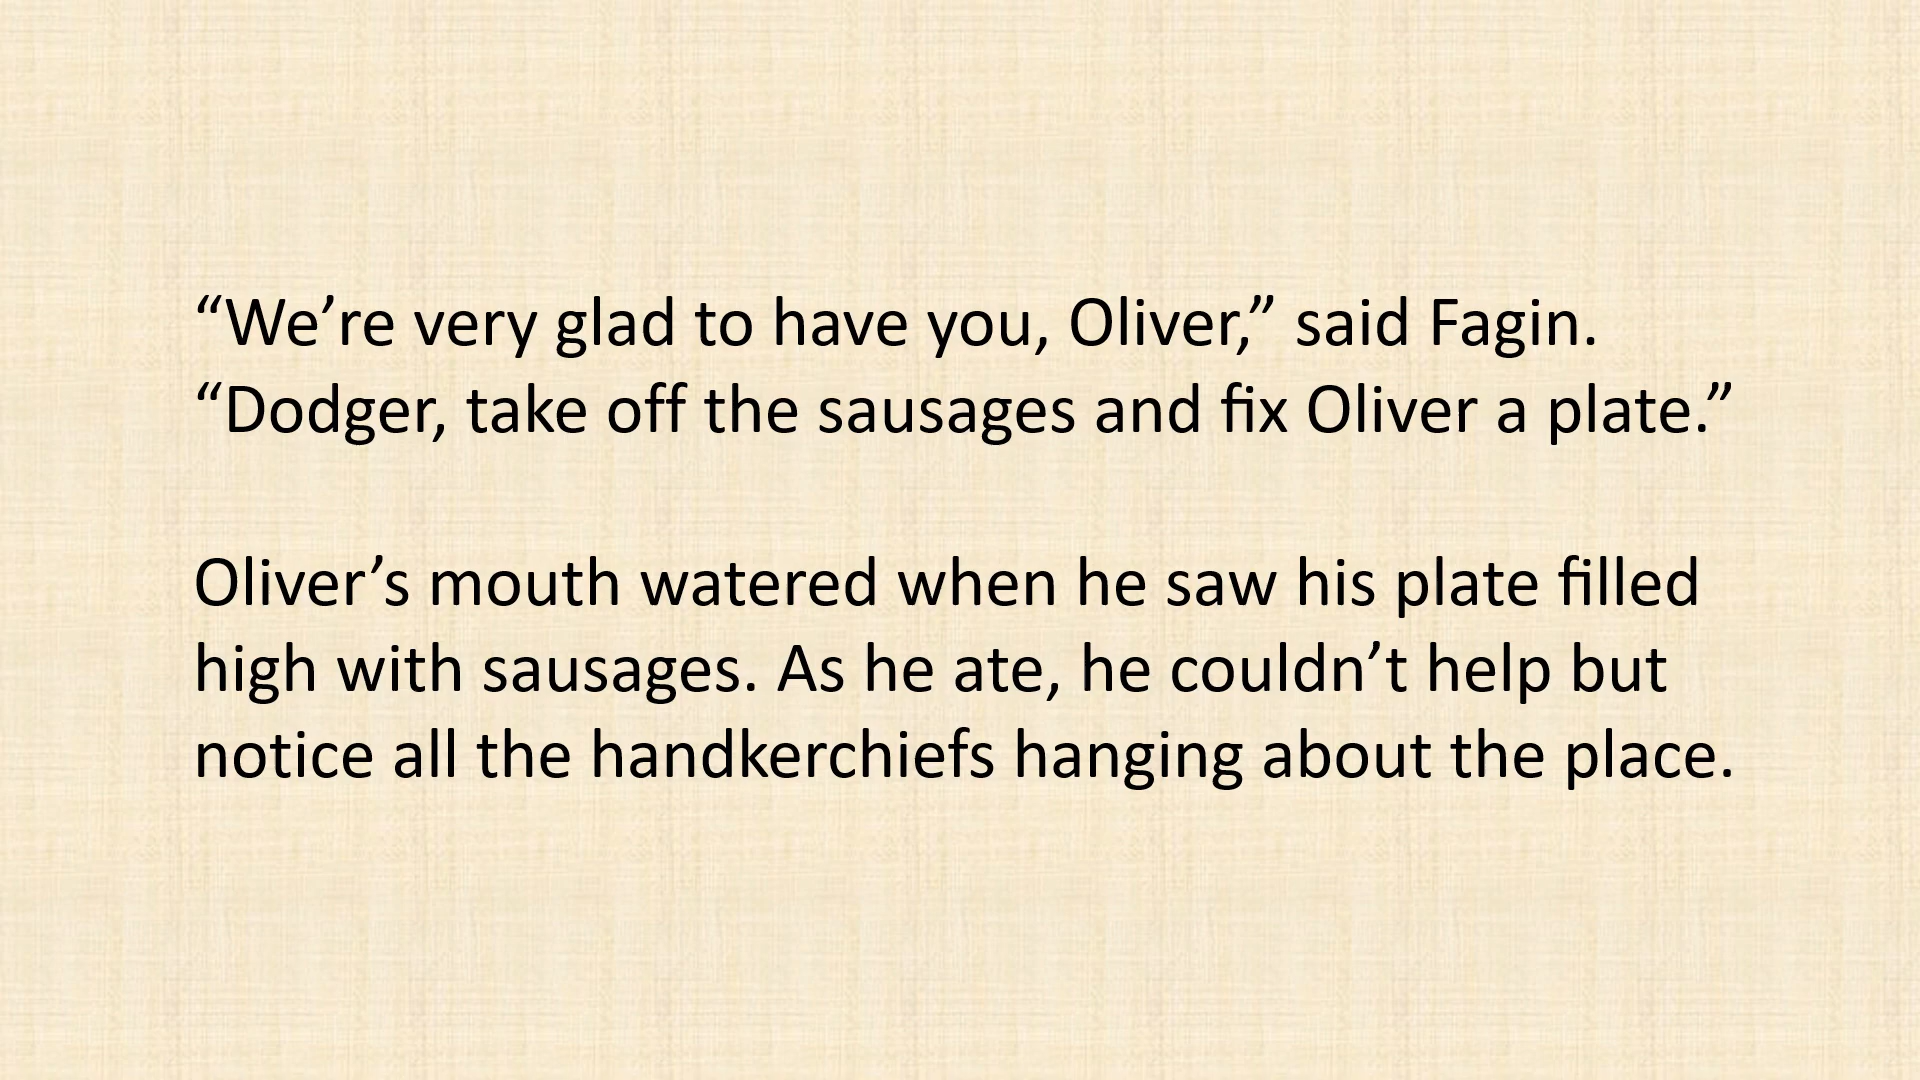 “We’re very glad to have you, Oliver,” said Fagin.
“Dodger, take off the sausages and fix Oliver a plate.”
Oliver’s mouth watered when he saw his plate filled
high with sausages. As he ate, he couldn’t help but
notice all the handkerchiefs hanging about the place.